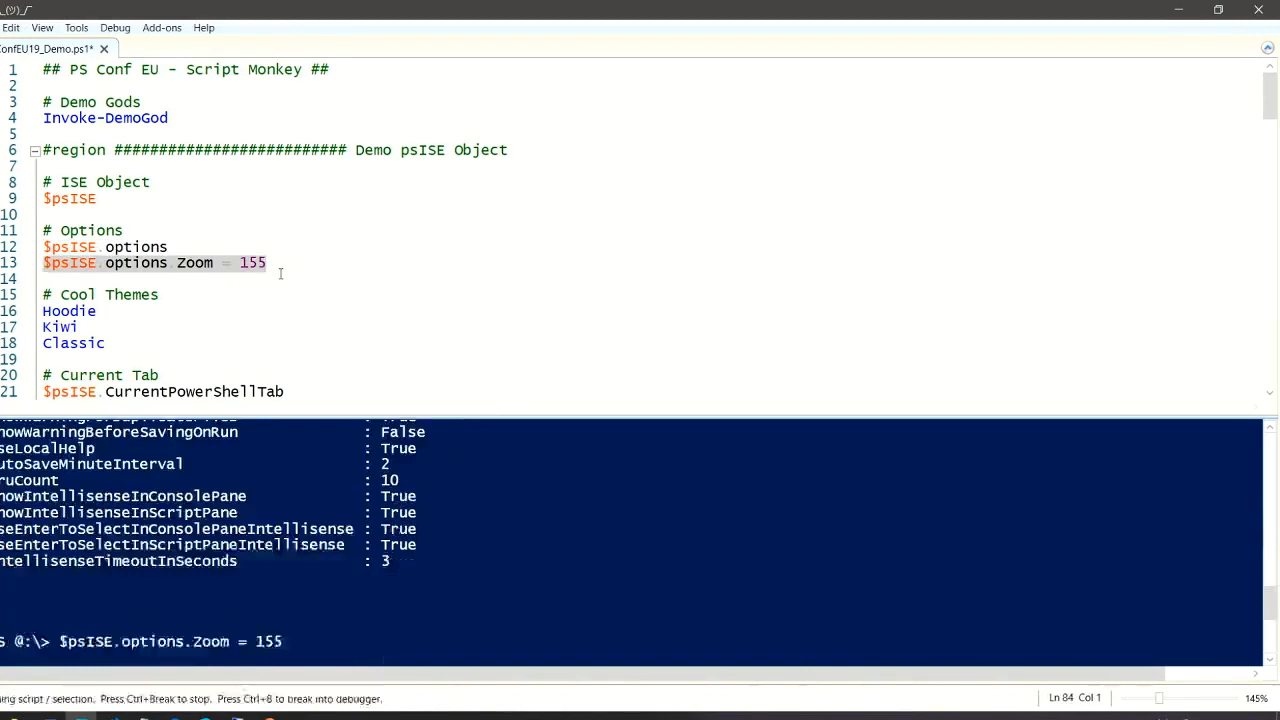 _(ツ)_/
Edit View Tools Debug Add-ons Help
onfEU19_Demo.ps1*
1 ## PS Conf EU - Script Monkey ##
2
3 # Demo Gods
4 Invoke-DemoGod
5
6 #region ########################## Demo psISE Object
7
8 # ISE Object
9 $psISE
10
11 # Options
12 $psISE.options
13 $psISE.options.Zoom = 155
14
15 # Cool Themes
16 Hoodie
17 Kiwi
18 Classic
19
20 # Current Tab
21 $psISE.CurrentPowerShellTab
howWarningBeforeSavingOnRun : False
seLocalHelp : True
utoSaveMinuteInterval : 2
ruCount : 10
howIntellisenseInConsolePane : True
howIntellisenseInScriptPane : True
seEnterToSelectInConsolePaneIntellisense : True
seEnterToSelectInScriptPaneIntellisense : True
ntellisenseTimeoutInSeconds : 3
S @:\> $psISE.options.Zoom = 155
ing script / selection. Press Ctrl+Break to stop. Press Ctrl+B to break into debugger. Ln 84 Col 1 145%